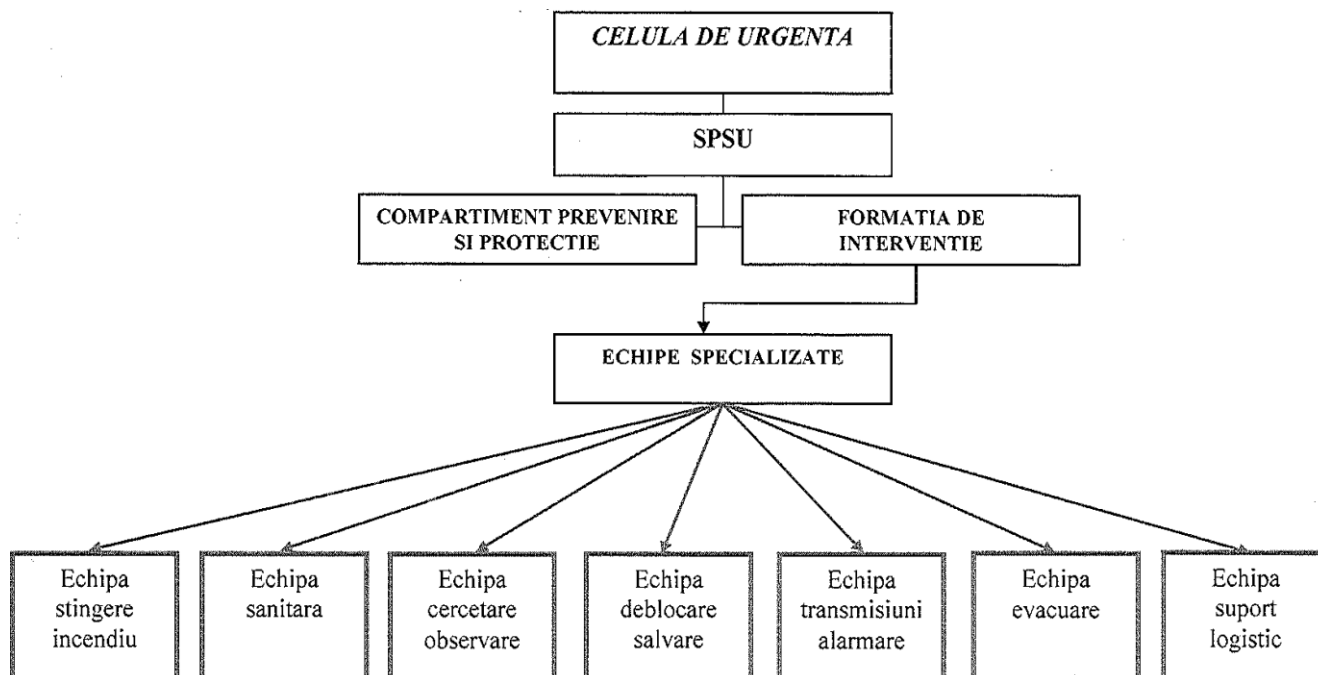 CELULA DE URGENTA
SPSU
COMPARTIMENT PREVENIRE
SI PROTECTIE
FORMATIA DE
INTERVENTIE
ECHIPE SPECIALIZATE
Echipa
stingere
incendiu
Echipa
sanitara
Echipa
cercetare
observare
Echipa
deblocare
salvare
Echipa
transmisiuni
alarmare
Echipa
evacuare
Echipa
suport
logistic